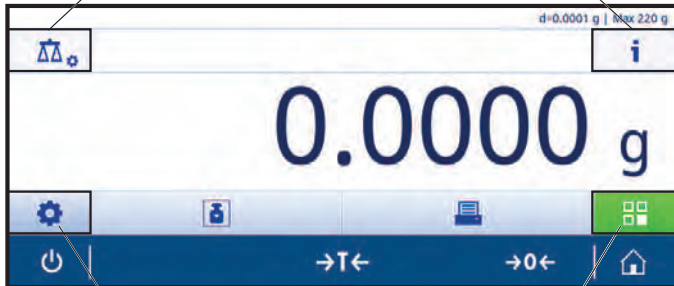 d=0.0001 g | Max 220 g
i
0.0000 g
→T← →0←